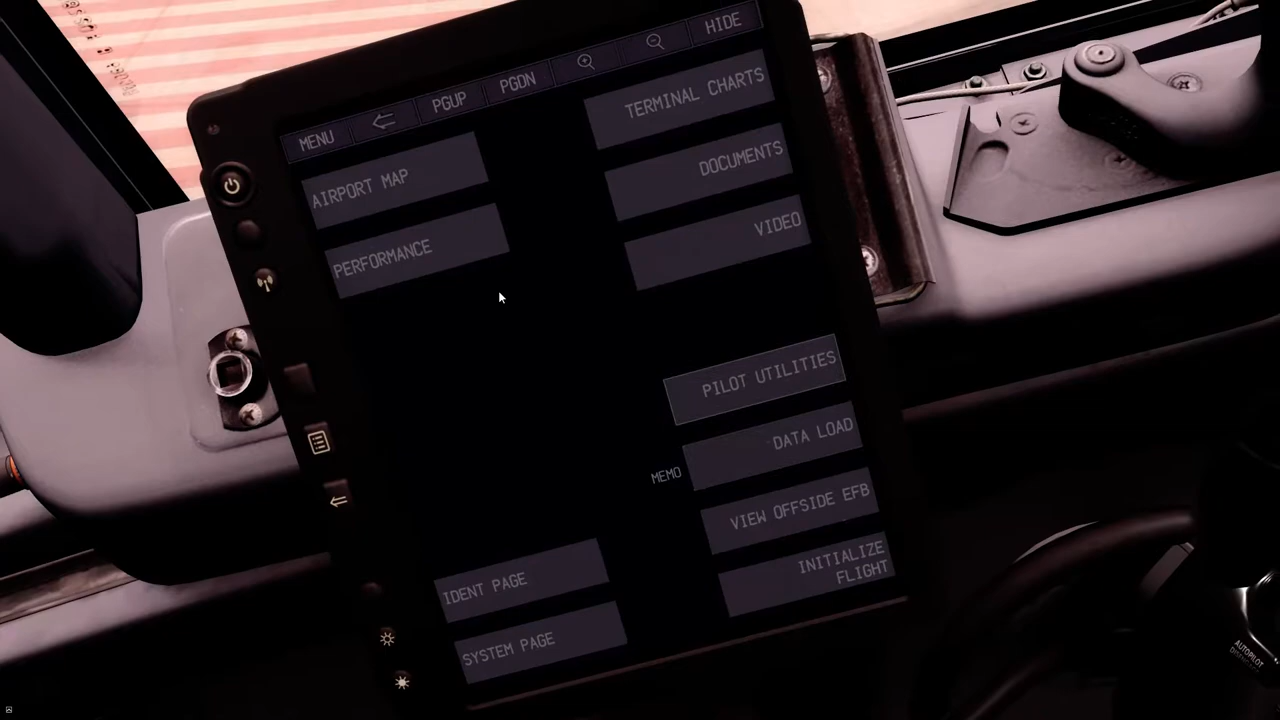 MENU
PGUP
PGDN
HIDE
AIRPORT MAP
TERMINAL CHARTS
PERFORMANCE
DOCUMENTS
VIDEO
PILOT UTILITIES
MEMO
DATA LOAD
VIEW OFFSIDE EFB
IDENT PAGE
INITIALIZE
FLIGHT
SYSTEM PAGE
AUTOPILOT